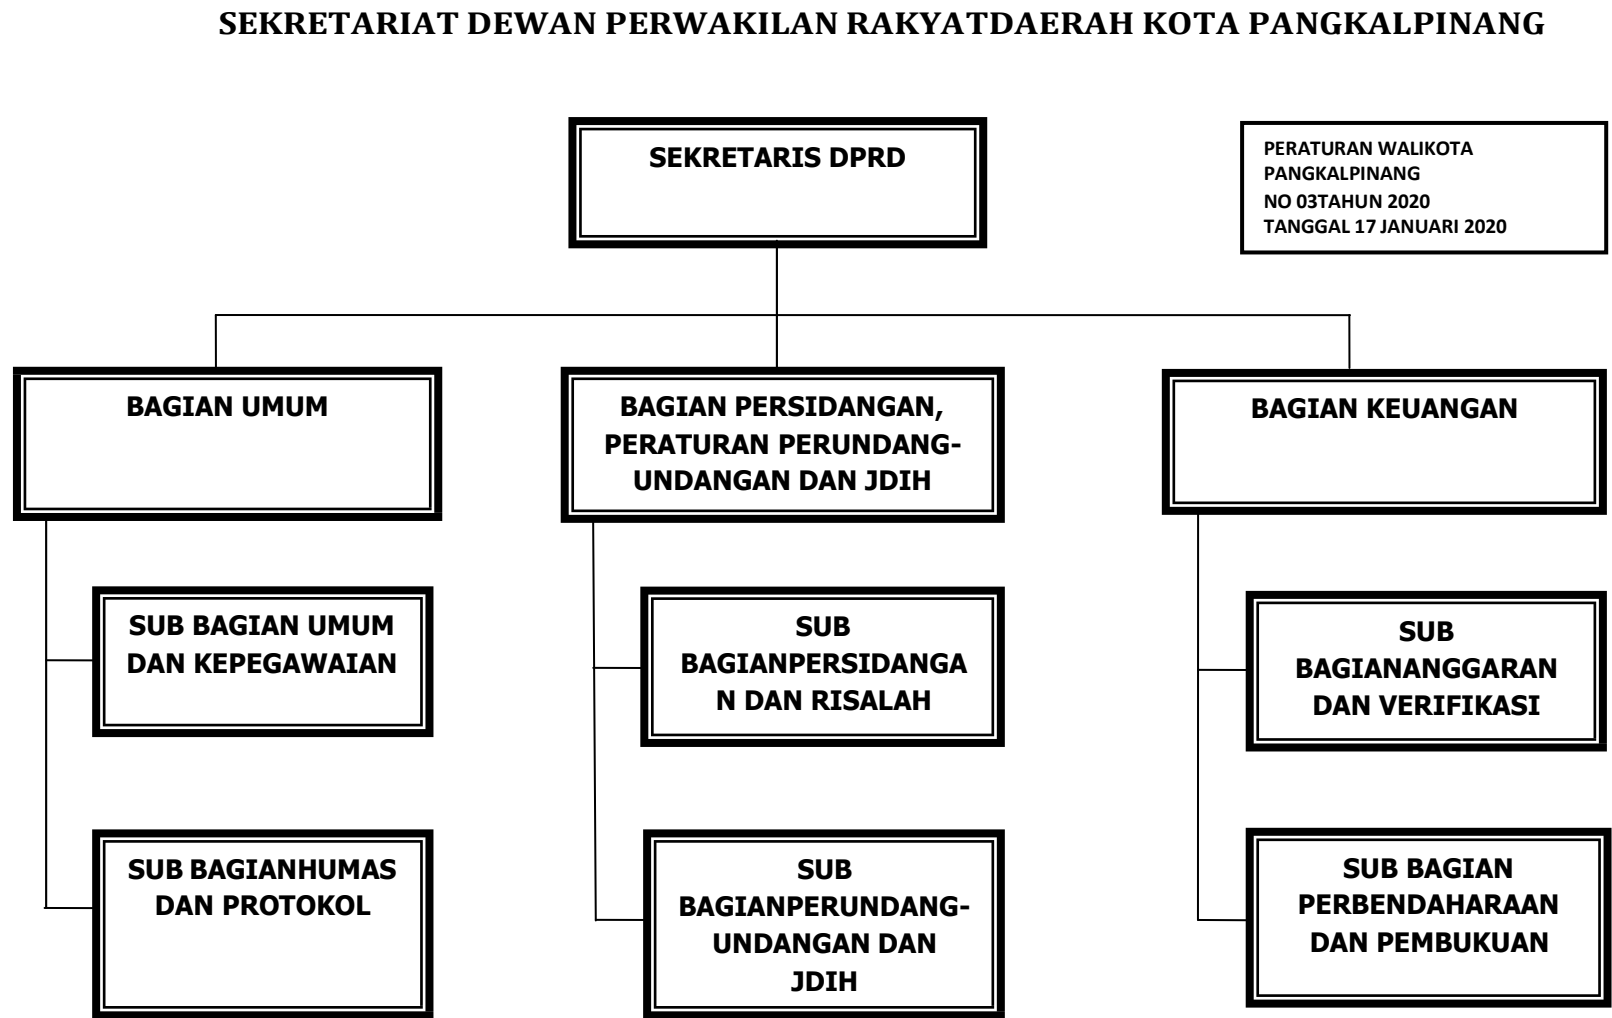 SEKRETARIAT DEWAN PERWAKILAN RAKYATDAERAH KOTA PANGKALPINANG
SEKRETARIS DPRD
PERATURAN WALIKOTA
PANGKALPINANG
NO 03TAHUN 2020
TANGGAL 17 JANUARI 2020
BAGIAN UMUM
BAGIAN PERSIDANGAN,
PERATURAN PERUNDANG-
UNDANGAN DAN JDIH
BAGIAN KEUANGAN
SUB BAGIAN UMUM
DAN KEPEGAWAIAN
SUB
BAGIANPERSIDANGA
N DAN RISALAH
SUB
BAGIANANGGARAN
DAN VERIFIKASI
SUB BAGIANHUMAS
DAN PROTOKOL
SUB
BAGIANPERUNDANG-
UNDANGAN DAN
JDIH
SUB BAGIAN
PERBENDAHARAAN
DAN PEMBUKUAN